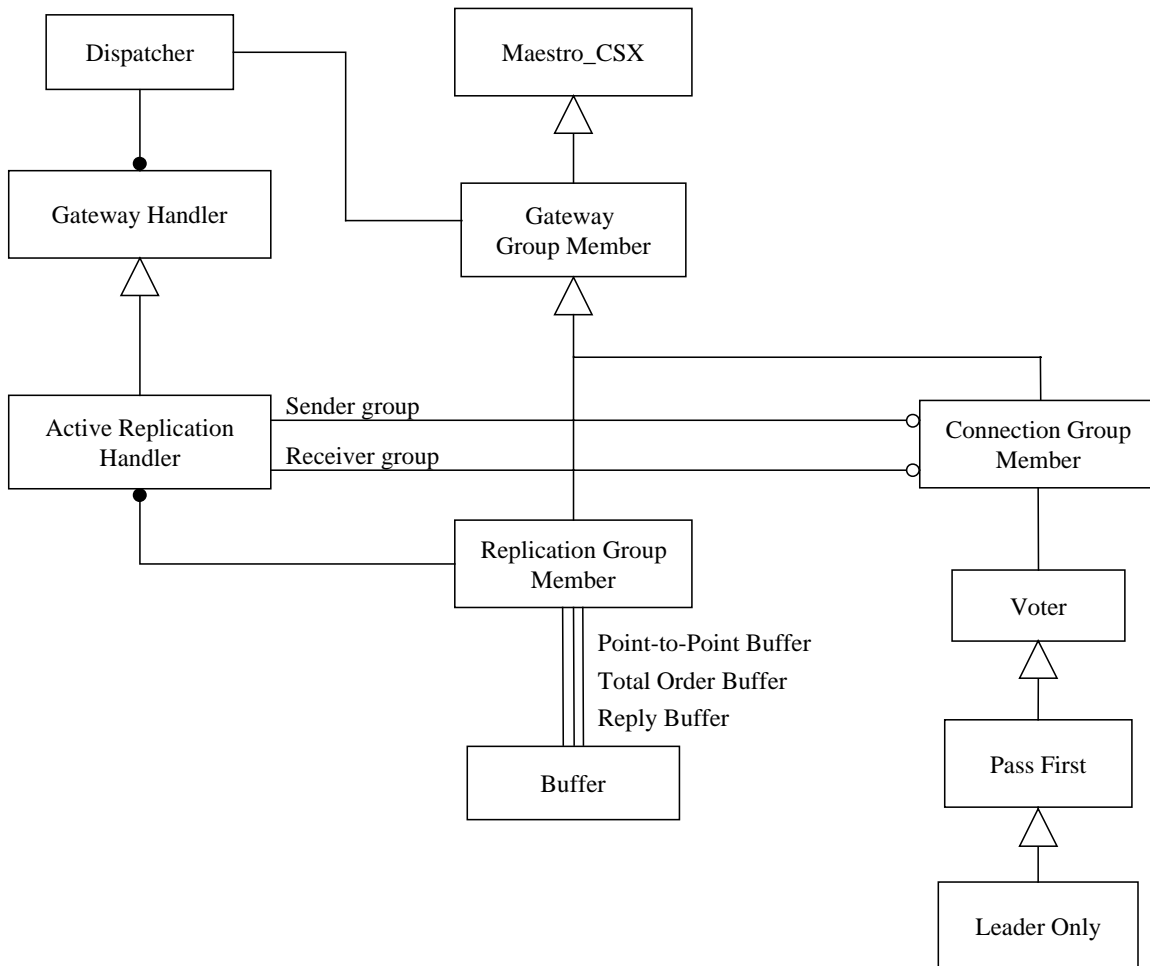 Dispatcher
Maestro_CSX
Gateway Handler
Gateway
Group Member
Sender group
Active Replication
Handler
Receiver group
Connection Group
Member
Replication Group
Member
Voter
Point-to-Point Buffer
Total Order Buffer
Reply Buffer
Pass First
Buffer
Leader Only